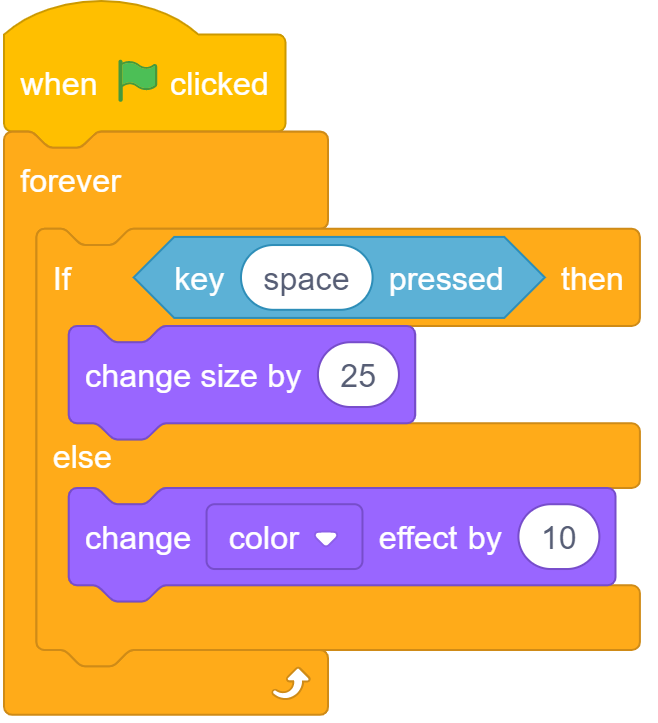 when clicked
forever
If key space pressed then
change size by 25
else
change color effect by 10